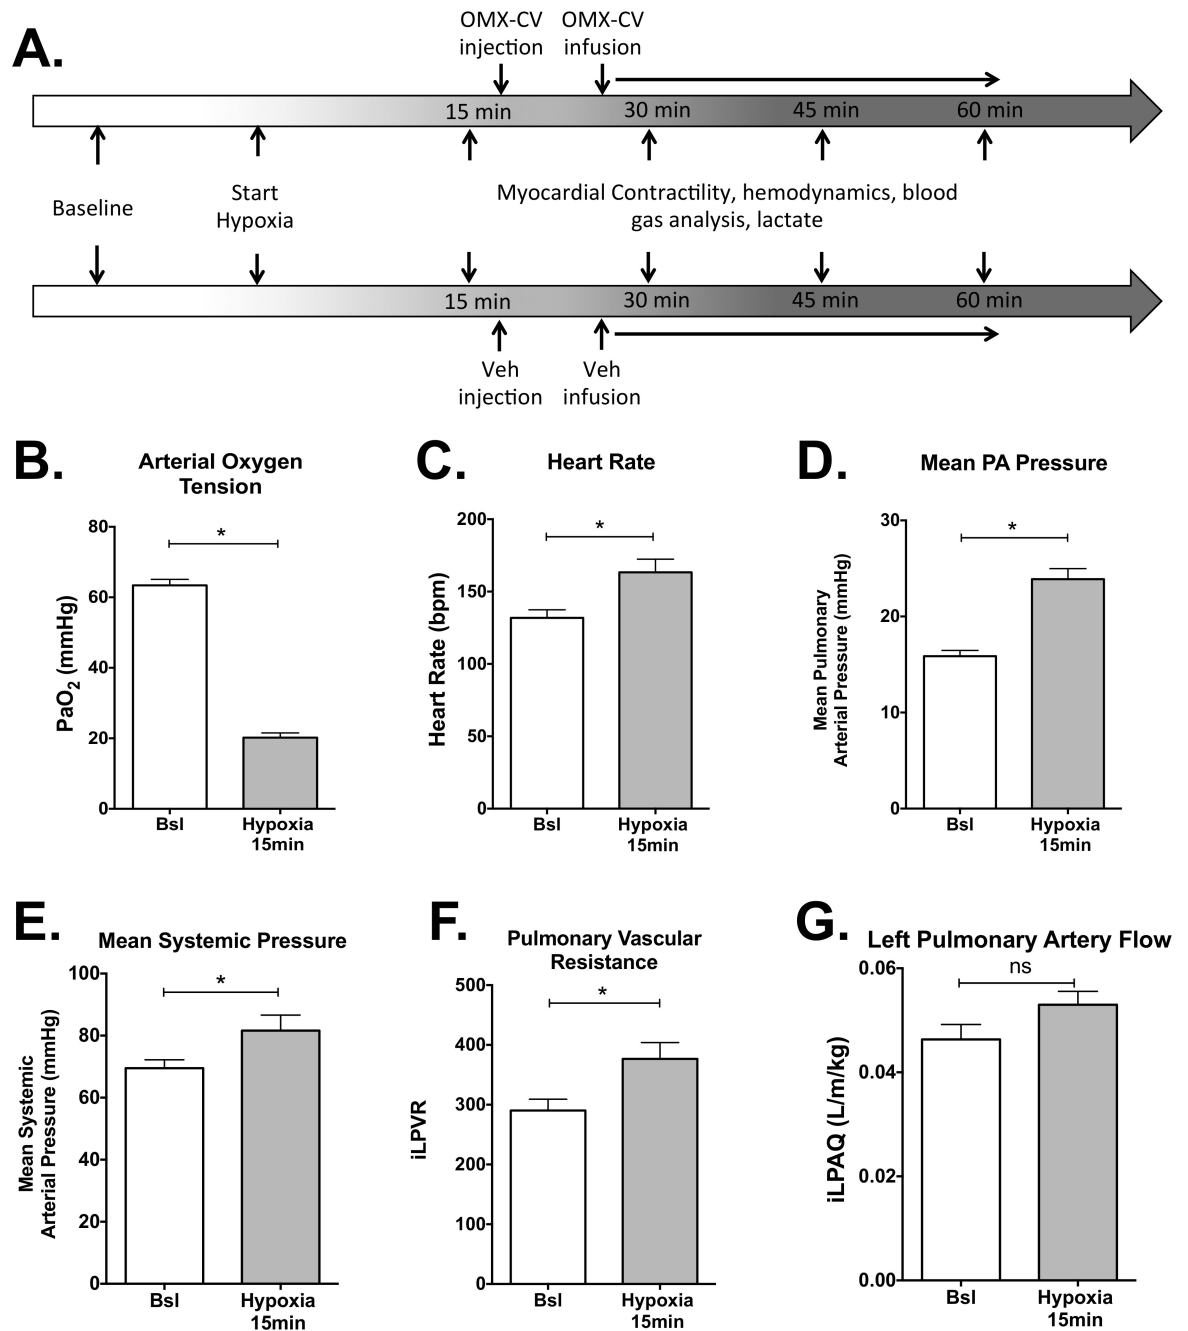 A.
OMX-CV
injection
OMX-CV
infusion
15 min
30 min
45 min
60 min
Baseline
Start
Hypoxia
Myocardial Contractility, hemodynamics, blood
gas analysis, lactate
15 min
30 min
45 min
60 min
Veh
injection
Veh
infusion
B.
Arterial Oxygen
Tension
PaO2 (mmHg)
80
60
40
20
0
*
Bsl
Hypoxia
15min
C.
Heart Rate
Heart Rate (bpm)
200
150
100
50
0
*
Bsl
Hypoxia
15min
D.
Mean PA Pressure
Mean Pulmonary
Arterial Pressure (mmHg)
30
20
10
0
*
Bsl
Hypoxia
15min
E.
Mean Systemic Pressure
Mean Systemic
Arterial Pressure (mmHg)
100
80
60
40
20
0
*
Bsl
Hypoxia
15min
F.
Pulmonary Vascular
Resistance
iLPVR
500
400
300
200
100
0
*
Bsl
Hypoxia
15min
G.
Left Pulmonary Artery Flow
iLPAQ (L/m/kg)
0.06
0.04
0.02
0.00
ns
Bsl
Hypoxia
15min